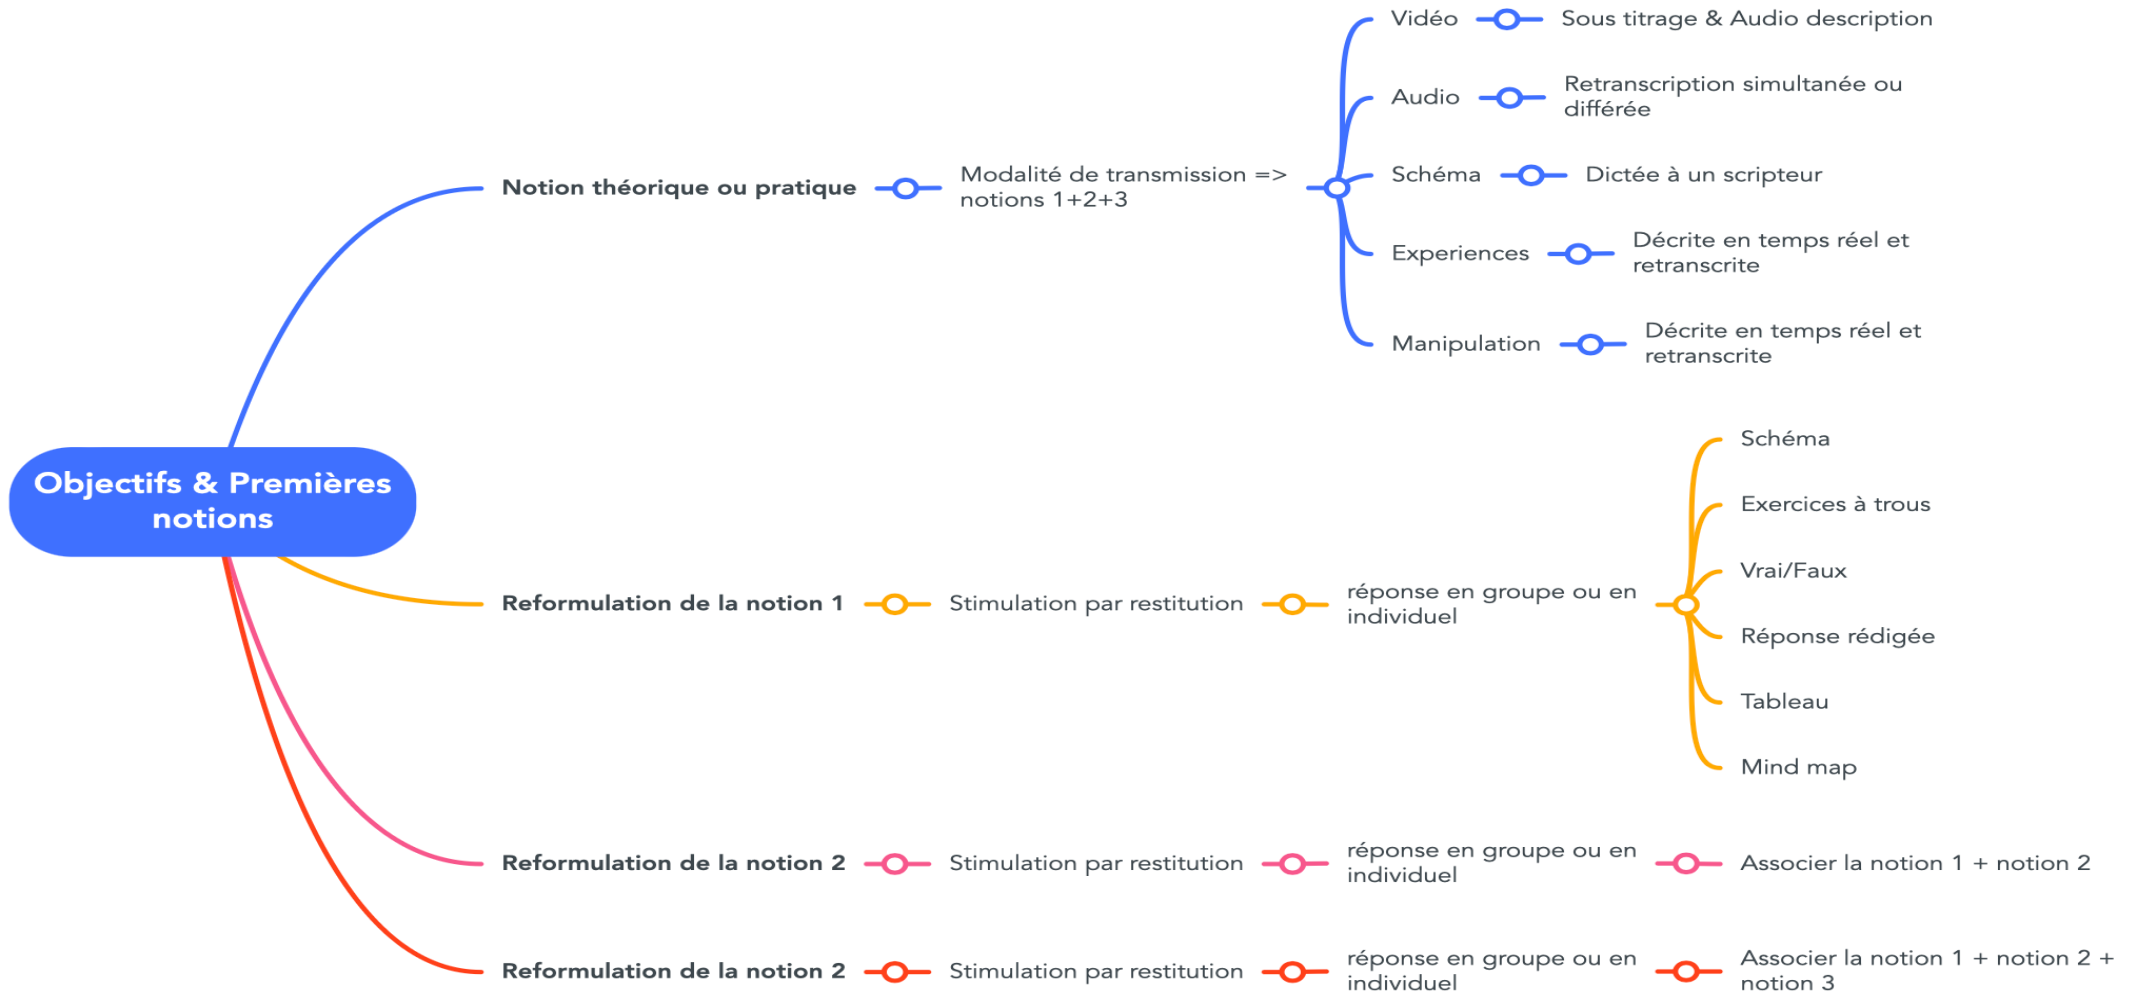 Objectifs & Premières
notions
Notion théorique ou pratique
Modalité de transmission =>
notions 1+2+3
Vidéo
Sous titrage & Audio description
Audio
Retranscription simultanée ou
différée
Schéma
Dictée à un scripteur
Experiences
Décrite en temps réel et
retranscrite
Manipulation
Décrite en temps réel et
retranscrite
Reformulation de la notion 1
Stimulation par restitution
réponse en groupe ou en
individuel
Schéma
Exercices à trous
Vrai/Faux
Réponse rédigée
Tableau
Mind map
Reformulation de la notion 2
Stimulation par restitution
réponse en groupe ou en
individuel
Associer la notion 1 + notion 2
Reformulation de la notion 2
Stimulation par restitution
réponse en groupe ou en
individuel
Associer la notion 1 + notion 2 +
notion 3